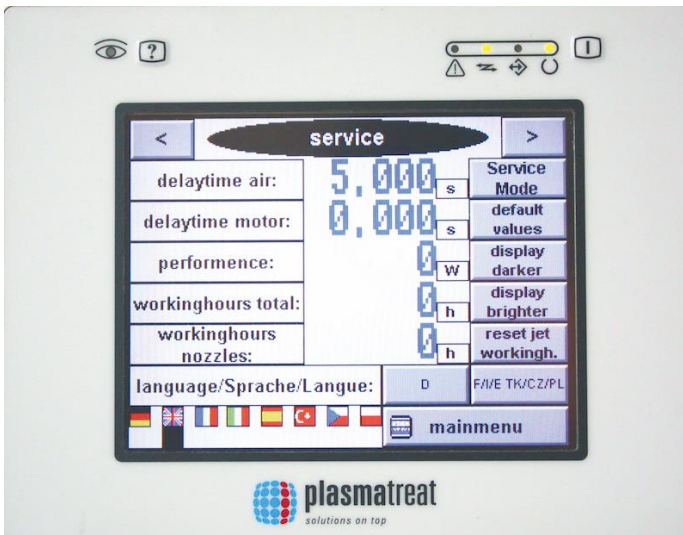 ?
< service >
delaytime air: 5,000 s
Service
Mode
delaytime motor: 0,000 s
default
values
performence: 0 W
display
darker
workinghours total: 0 h
display
brighter
workinghours
nozzles: 0 h
reset jet
workingh.
language/Sprache/Langue: D F/I/E TK/CZ/PL
mainmenu
plasmatreat
solutions on top